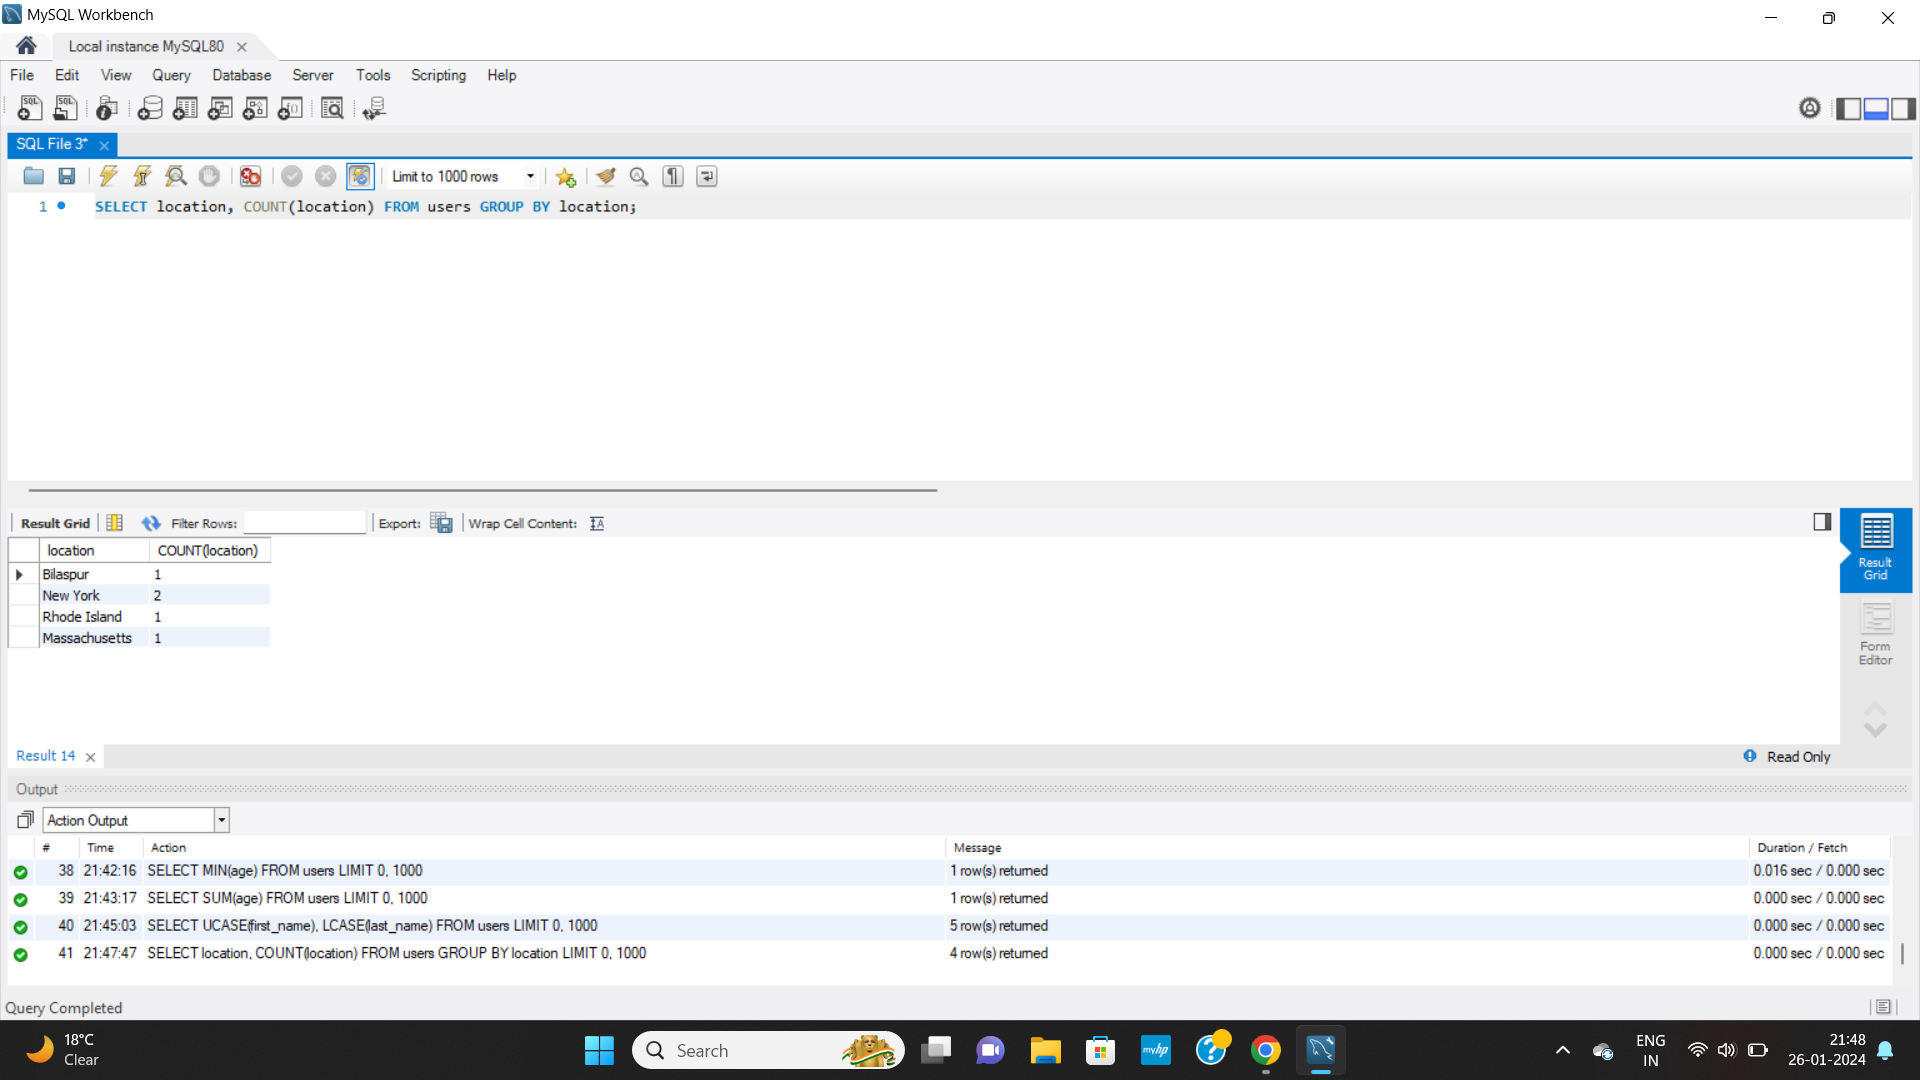 MySQL Workbench
Local instance MySQL80
File Edit View Query Database Server Tools Scripting Help
SQL SQL
SQL File 3*
Limit to 1000 rows
1 SELECT location, COUNT(location) FROM users GROUP BY location;
Result Grid Filter Rows: Export: Wrap Cell Content:
location COUNT(location)
Bilaspur 1
New York 2
Rhode Island 1
Massachusetts 1
Result
Grid
Form
Editor
Result 14
Read Only
Output
Action Output
# Time Action Message Duration / Fetch
38 21:42:16 SELECT MIN(age) FROM users LIMIT 0, 1000 1 row(s) returned 0.016 sec / 0.000 sec
39 21:43:17 SELECT SUM(age) FROM users LIMIT 0, 1000 1 row(s) returned 0.000 sec / 0.000 sec
40 21:45:03 SELECT UCASE(first_name), LCASE(last_name) FROM users LIMIT 0, 1000 5 row(s) returned 0.000 sec / 0.000 sec
41 21:47:47 SELECT location, COUNT(location) FROM users GROUP BY location LIMIT 0, 1000 4 row(s) returned 0.000 sec / 0.000 sec
Query Completed
18°C
Clear
Search
myhp
ENG
IN
21:48
26-01-2024